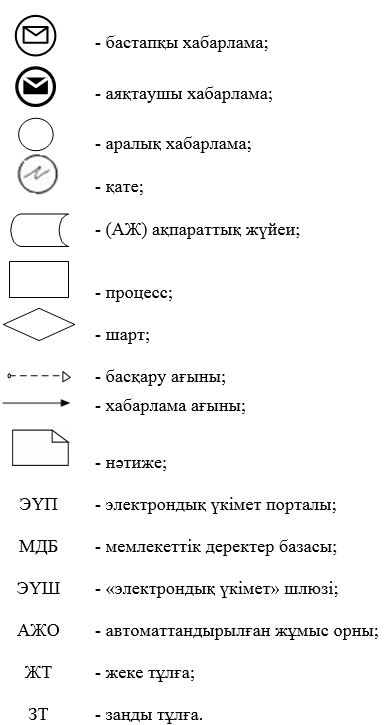 - бастапқы хабарлама;
- аяқтаушы хабарлама;
- аралық хабарлама;
- қате;
- (АЖ) ақпараттық жүйеи;
- процесс;
- шарт;
- басқару ағыны;
- хабарлама ағыны;
- нәтиже;
ЭҮП - электрондық үкімет порталы;
МДБ - мемлекеттік деректер базасы;
ЭҮШ - «электрондық үкімет» шлюзі;
АЖО - автоматтандырылған жұмыс орны;
ЖТ - жеке тұлға;
ЗТ - заңды тұлға.